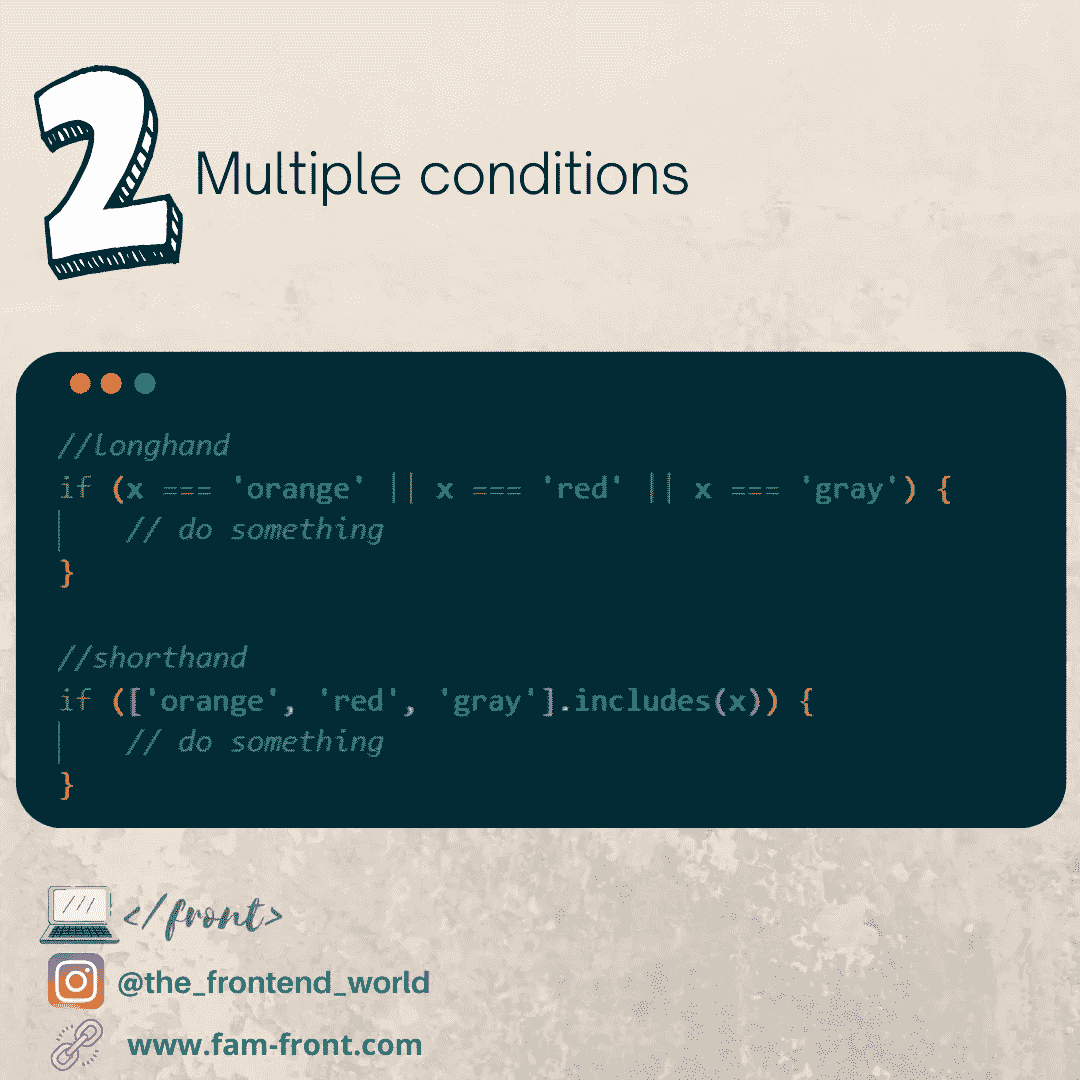 2
Multiple conditions
//longhand
if (x === 'orange' || x === 'red' || x === 'gray') {
    // do something
}
//shorthand
if (['orange', 'red', 'gray'].includes(x)) {
    // do something
}
</front>
@the_frontend_world
www.fam-front.com